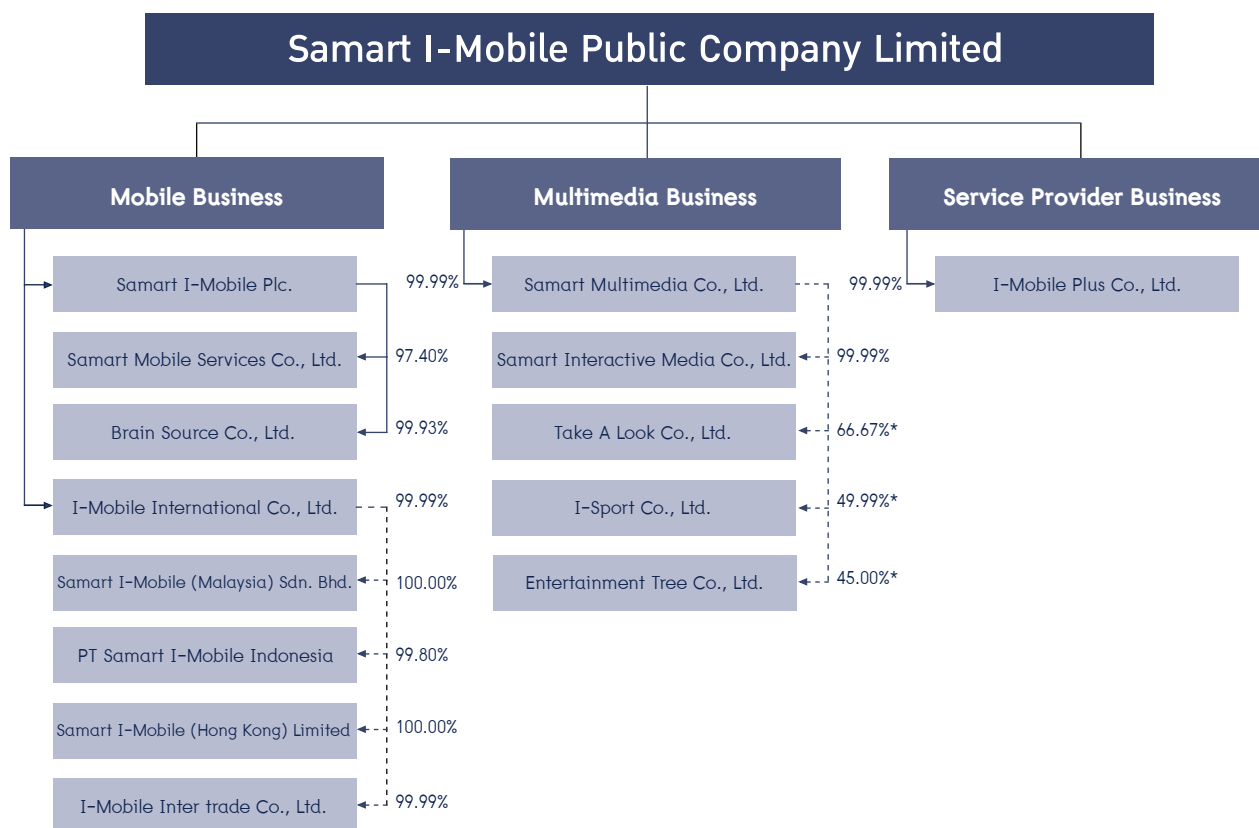 Samart I-Mobile Public Company Limited
Mobile Business
Samart I-Mobile Plc.
Samart Mobile Services Co., Ltd.
97.40%
Brain Source Co., Ltd.
99.93%
I-Mobile International Co., Ltd.
99.99%
Samart I-Mobile (Malaysia) Sdn. Bhd.
100.00%
PT Samart I-Mobile Indonesia
99.80%
Samart I-Mobile (Hong Kong) Limited
100.00%
I-Mobile Inter trade Co., Ltd.
99.99%
Multimedia Business
99.99%
Samart Multimedia Co., Ltd.
Samart Interactive Media Co., Ltd.
99.99%
Take A Look Co., Ltd.
66.67%*
I-Sport Co., Ltd.
49.99%*
Entertainment Tree Co., Ltd.
45.00%*
Service Provider Business
99.99%
I-Mobile Plus Co., Ltd.